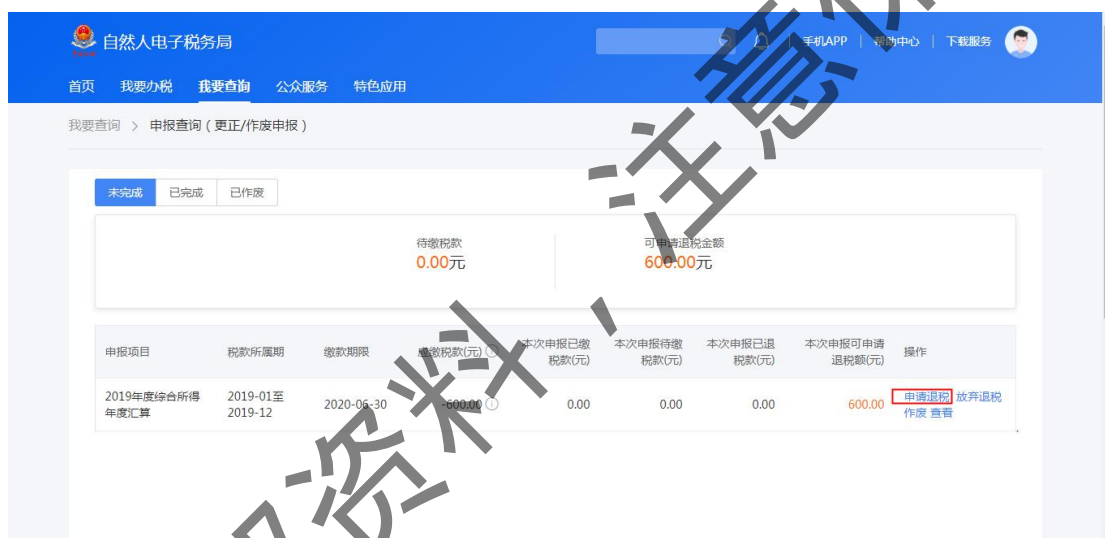 自然人电子税务局
手机APP | 帮助中心 | 下载服务
首页 我要办税 我要查询 公众服务 特色应用
我要查询 > 申报查询(更正/作废申报)
未完成 已完成 已作废
待缴税款 可申请退税金额
0.00元 600.00元
申报项目 税款所属期 缴款期限 应缴税款(元) 本次申报已缴税款(元) 本次申报待缴税款(元) 本次申报已退税款(元) 本次申报可申请退税额(元) 操作
2019年度综合所得 2019-01至 申请退税 放弃退税
年度汇算 2019-12 2020-06-30 -600.00 0.00 0.00 0.00 600.00 作废 查看
资料,注意